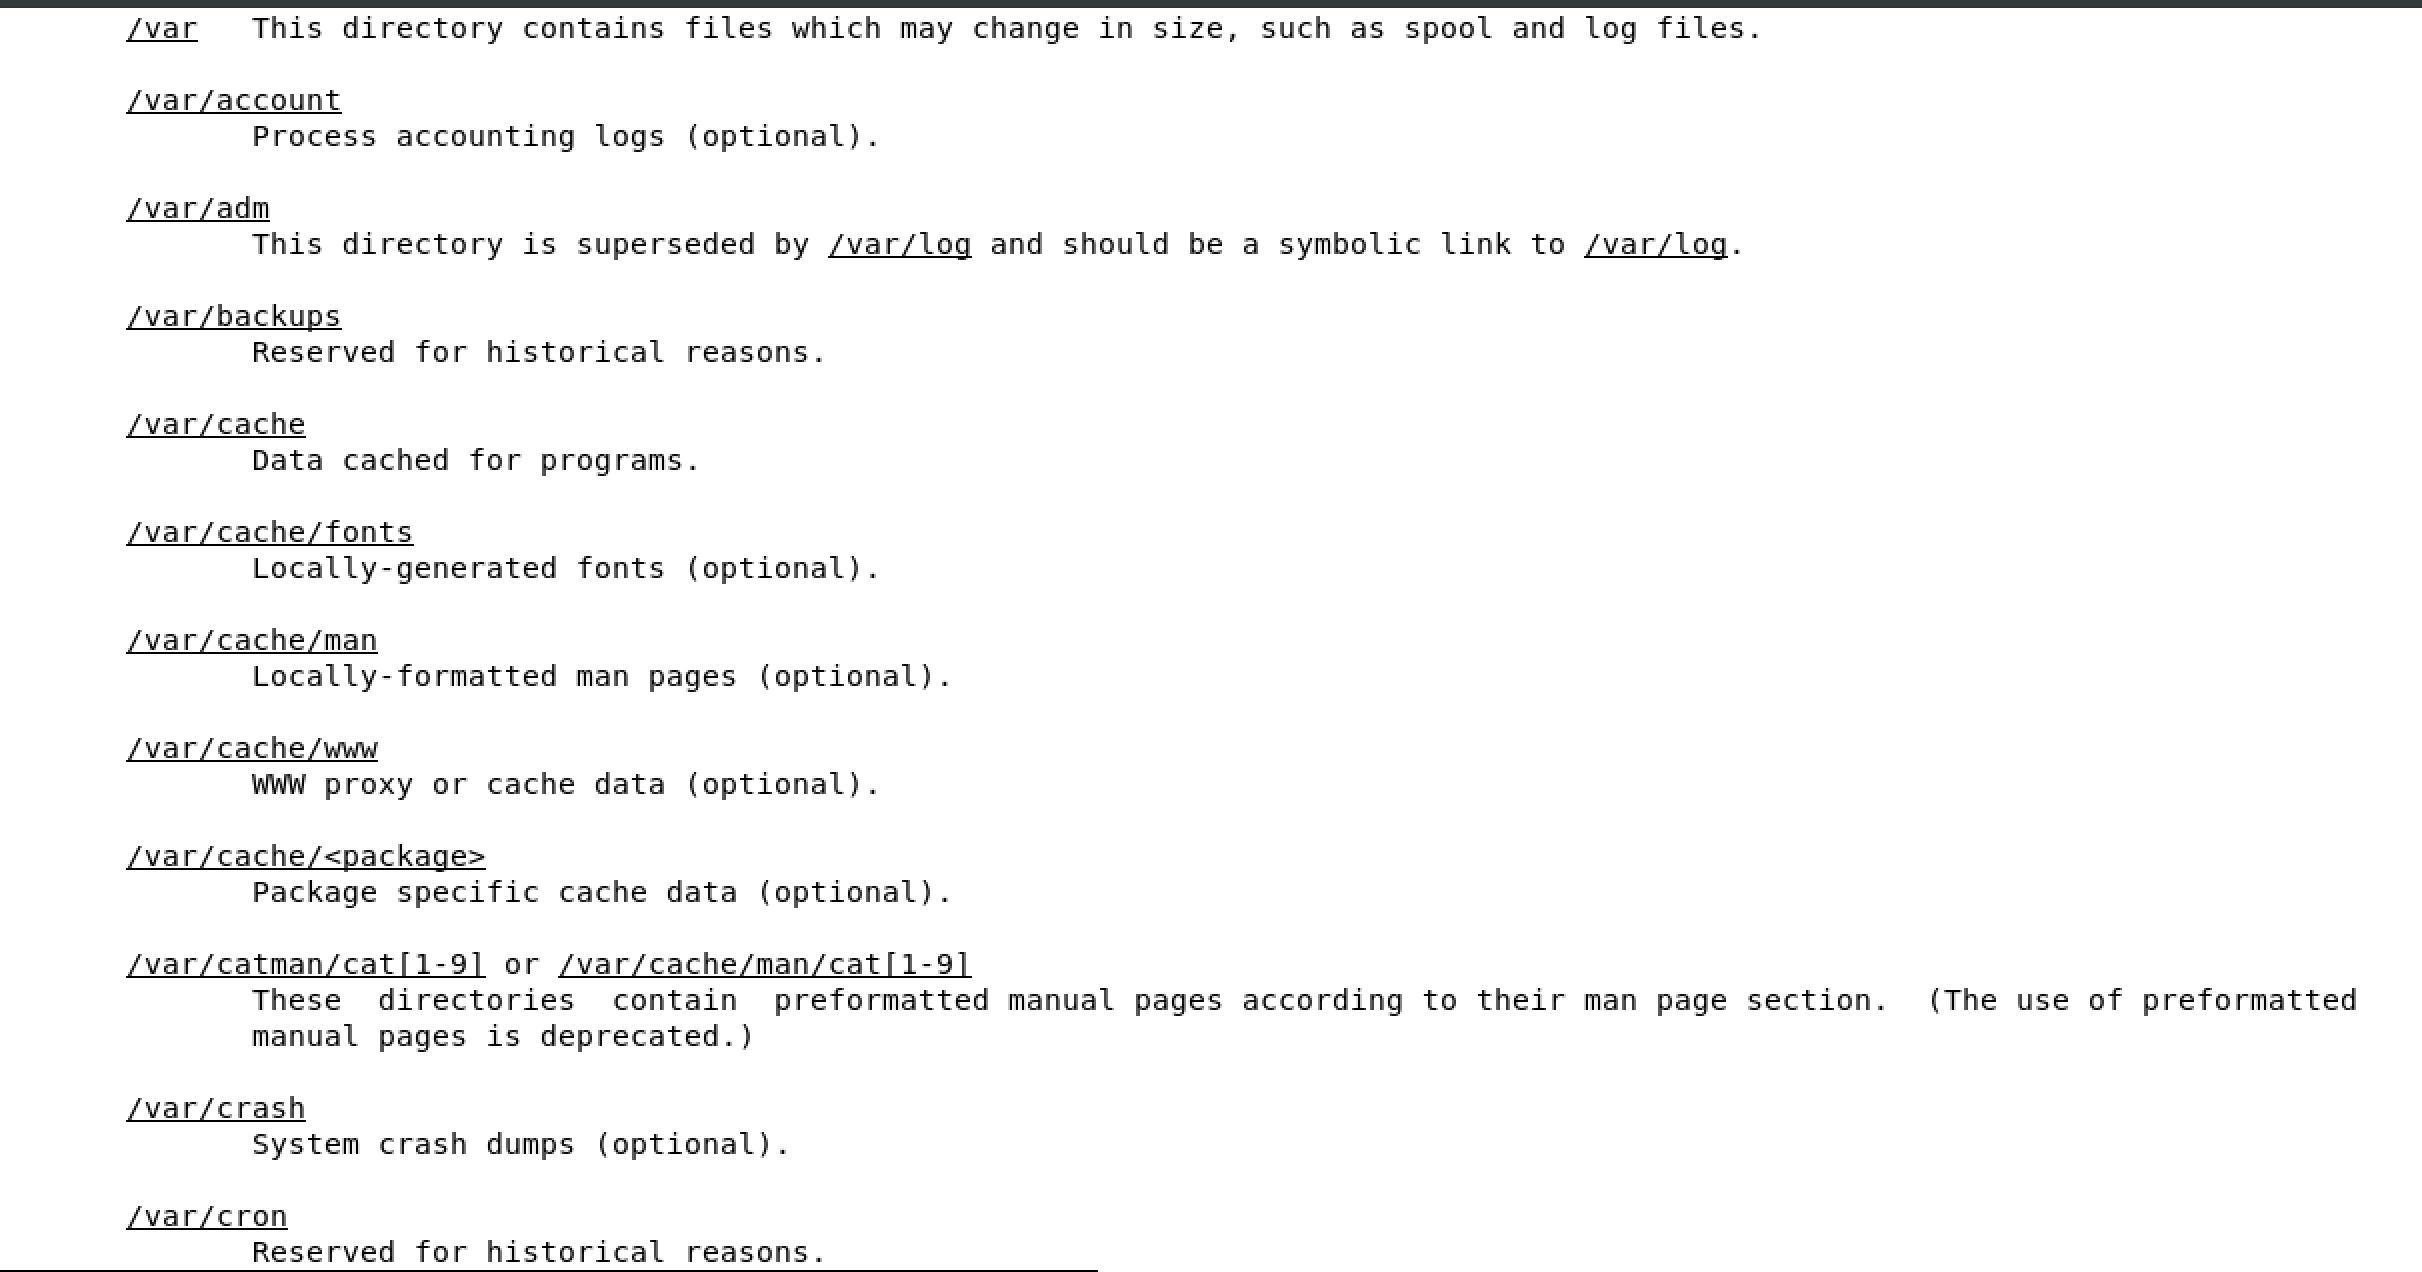 /var   This directory contains files which may change in size, such as spool and log files.
/var/account
Process accounting logs (optional).
/var/adm
This directory is superseded by /var/log and should be a symbolic link to /var/log.
/var/backups
Reserved for historical reasons.
/var/cache
Data cached for programs.
/var/cache/fonts
Locally-generated fonts (optional).
/var/cache/man
Locally-formatted man pages (optional).
/var/cache/www
WWW proxy or cache data (optional).
/var/cache/<package>
Package specific cache data (optional).
/var/catman/cat[1-9] or /var/cache/man/cat[1-9]
These  directories  contain  preformatted manual pages according to their man page section.  (The use of preformatted
manual pages is deprecated.)
/var/crash
System crash dumps (optional).
/var/cron
Reserved for historical reasons.